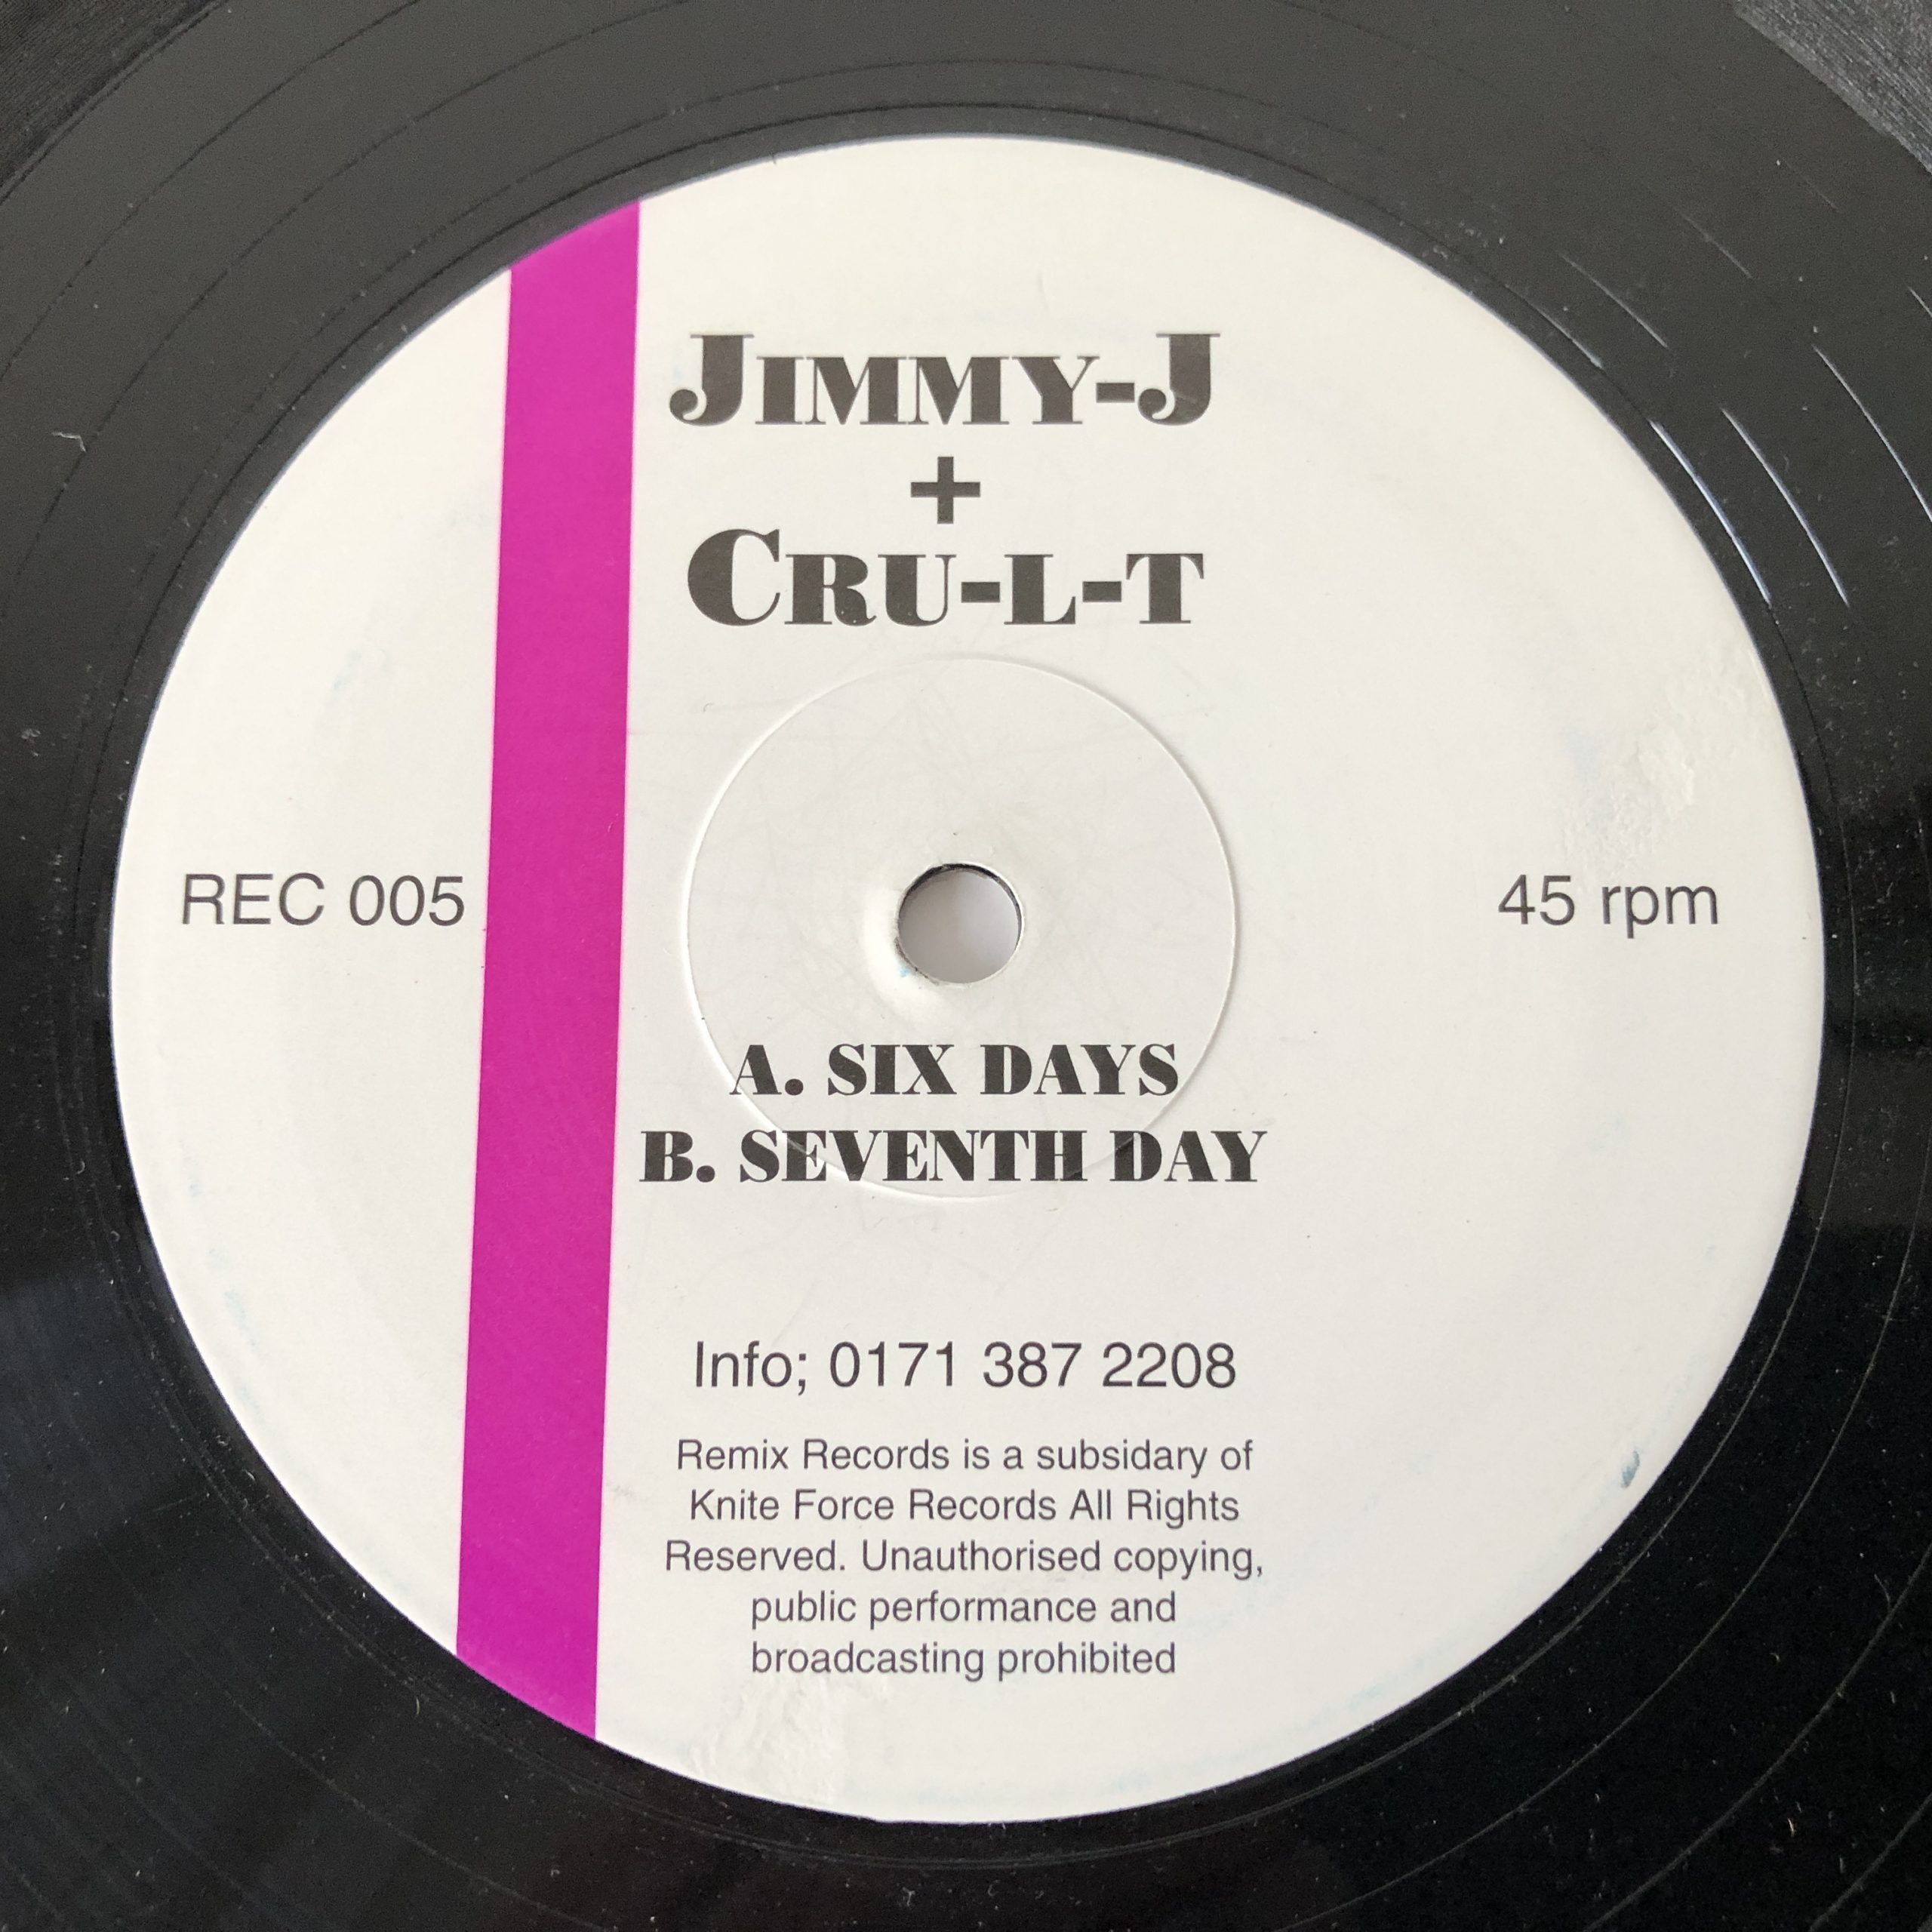 JIMMY-J
+
CRU-L-T
REC 005
45 rpm
A. SIX DAYS
B. SEVENTH DAY
Info; 0171 387 2208
Remix Records is a subsidary of
Knite Force Records All Rights
Reserved. Unauthorised copying,
public performance and
broadcasting prohibited